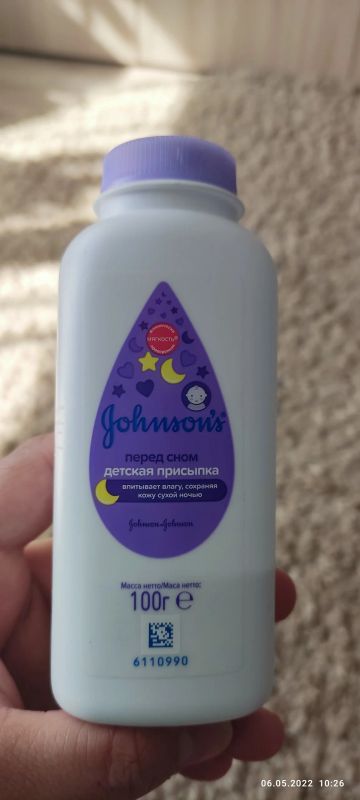 МЯГКОСТЬ®
Johnson's®
перед сном
детская присыпка
впитывает влагу, сохраняя
кожу сухой ночью
Johnson & Johnson
Масса нетто/Маса нетто:
100г ℮
6110990
06.05.2022 10:26